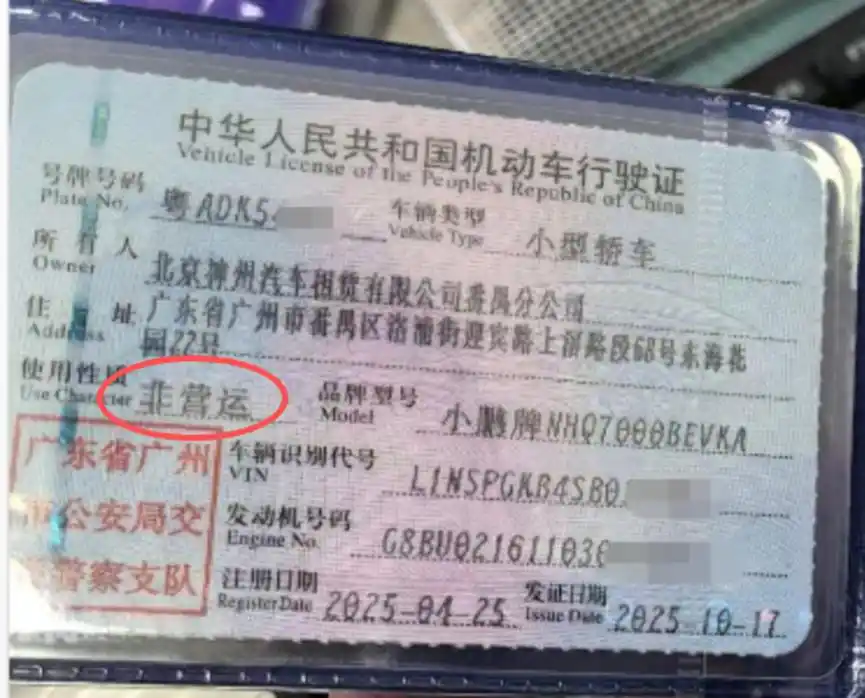 中华人民共和国机动车行驶证
Vehicle License of the People's Republic of China
号牌号码 粤ADK5 车辆类型 小型轿车
Plate No. Vehicle Type
所有人 北京神州汽车租赁有限公司番禺分公司
Owner
住址 广东省广州市番禺区洛浦街迎宾路上滘路段68号东海花
Address 园22号
使用性质 非营运 品牌型号 小鹏牌NHQ7000BEVKA
Use Character Model
广东省广州
市公安局交
警察支队
车辆识别代号 L1NSPGKB4SB0
VIN
发动机号码 G8BU02161103
Engine No.
注册日期 2025-04-25 发证日期 2025-10-17
Register Date Issue Date